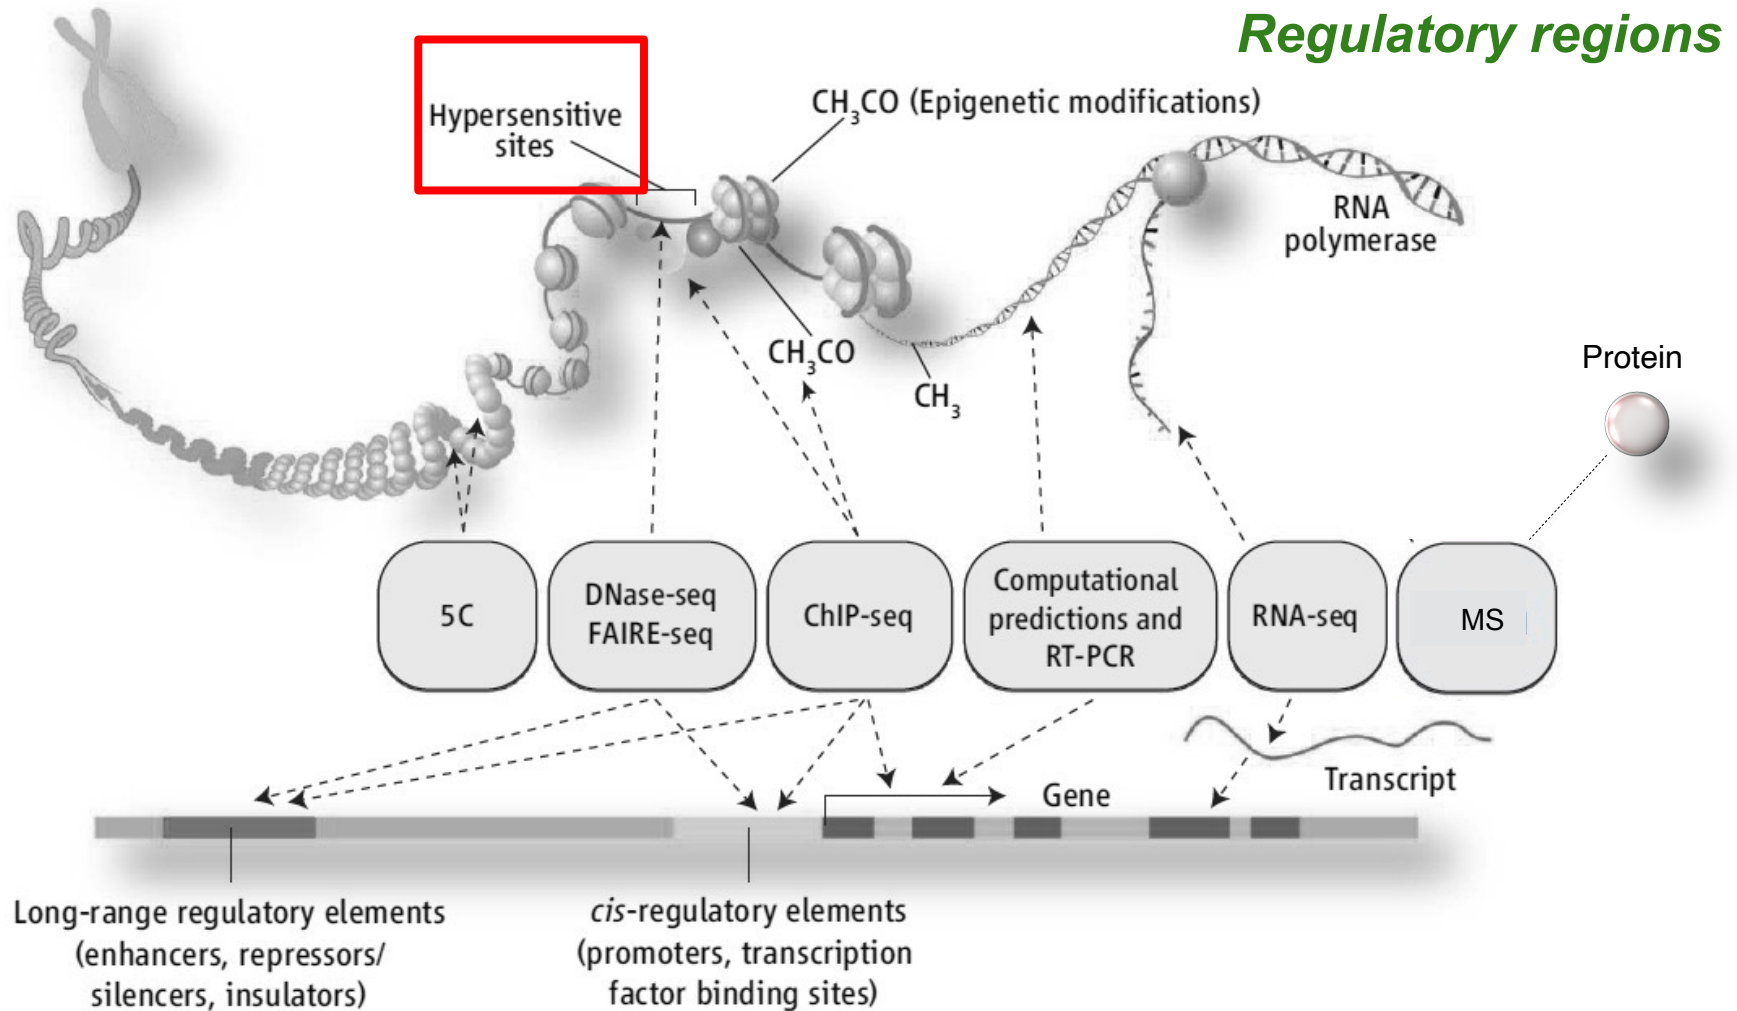 Regulatory regions
Hypersensitive
sites
CH₃CO (Epigenetic modifications)
RNA
polymerase
CH₃CO
CH₃
Protein
5C
DNase-seq
FAIRE-seq
ChIP-seq
Computational
predictions and
RT-PCR
RNA-seq
MS
Transcript
Gene
Long-range regulatory elements
(enhancers, repressors/
silencers, insulators)
cis-regulatory elements
(promoters, transcription
factor binding sites)